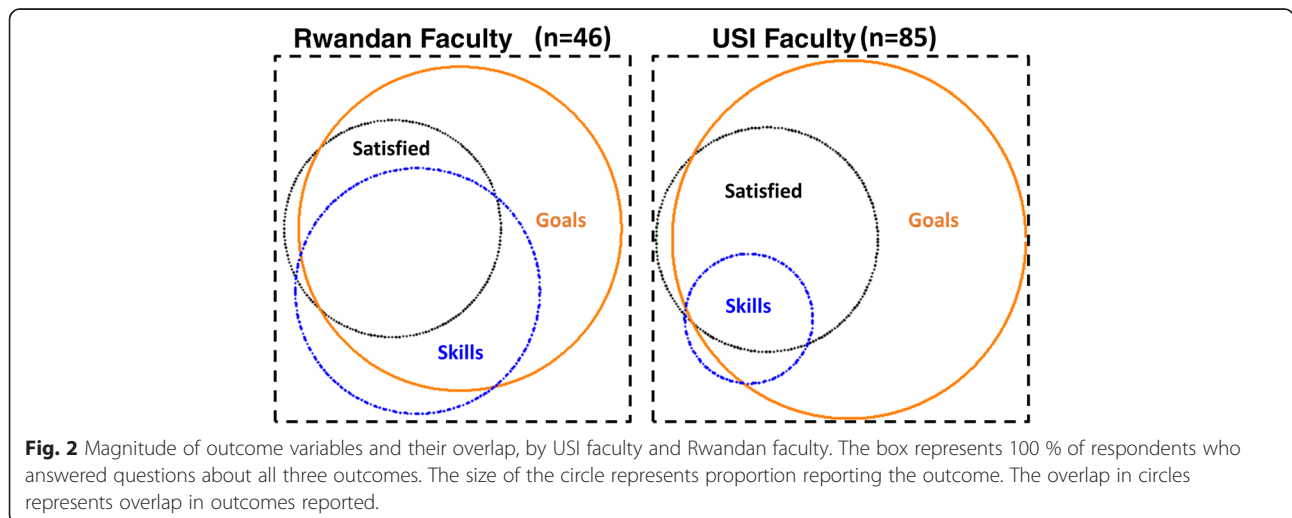 Rwandan Faculty (n=46)
USI Faculty (n=85)
Satisfied
Goals
Skills
Satisfied
Goals
Skills
Fig. 2 Magnitude of outcome variables and their overlap, by USI faculty and Rwandan faculty. The box represents 100 % of respondents who
answered questions about all three outcomes. The size of the circle represents proportion reporting the outcome. The overlap in circles
represents overlap in outcomes reported.